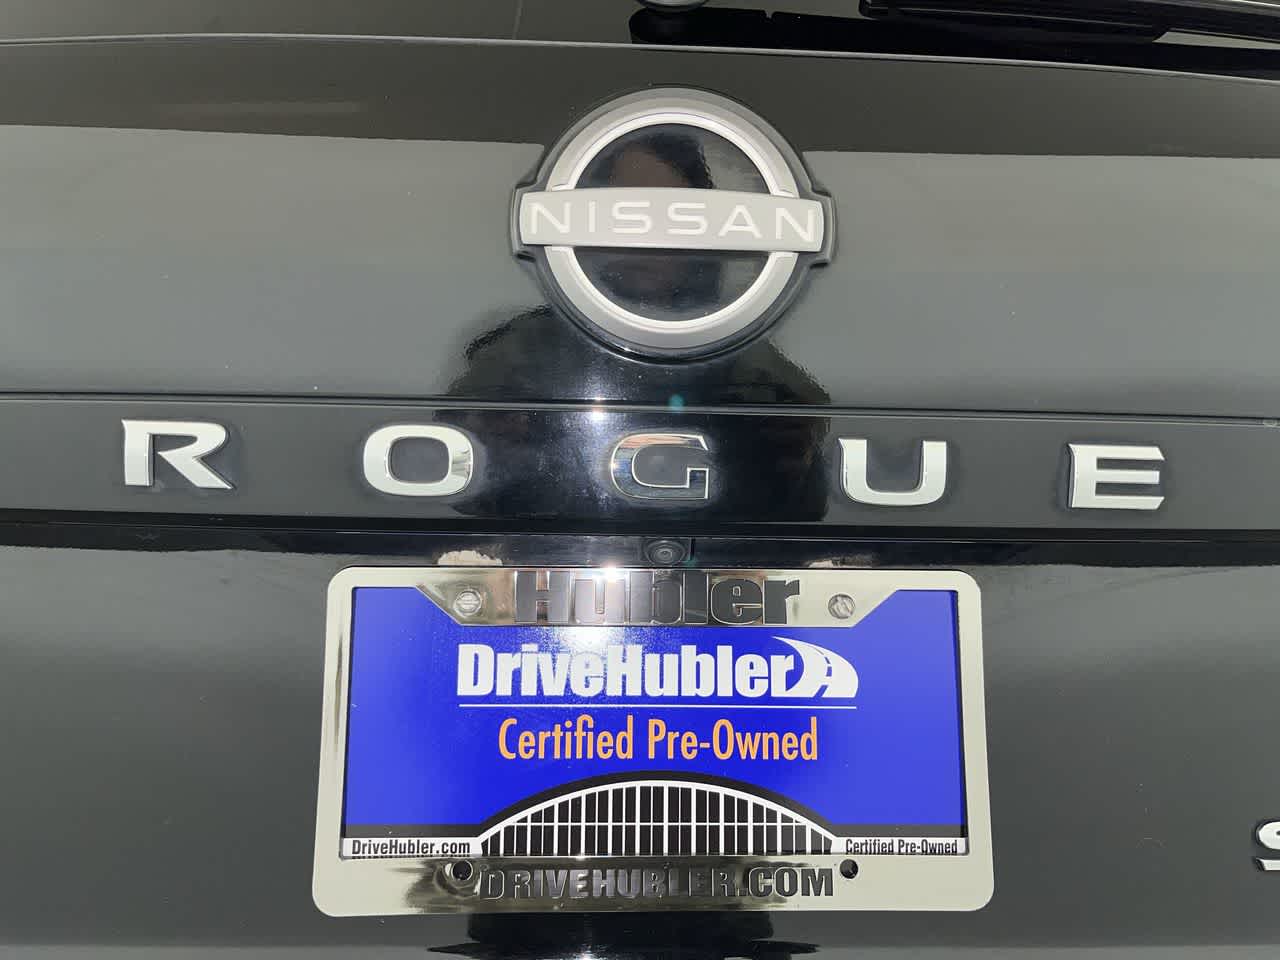 NISSAN
ROGUE
Hubler
DriveHubler
Certified Pre-Owned
DriveHubler.com
Certified Pre-Owned
DRIVEHUBLER.COM
S